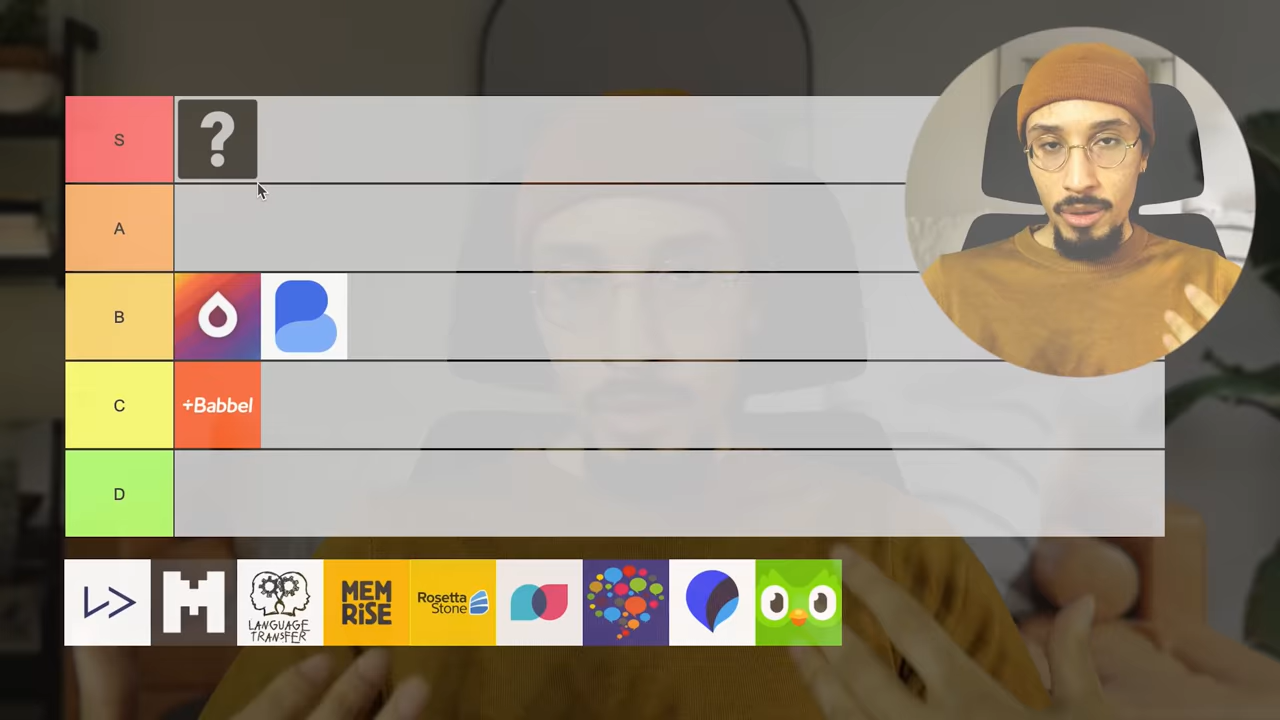 S
?
A
B
C
+Babbel
D
M
LANGUAGE
TRANSFER
MEM
RiSE
Rosetta
Stone